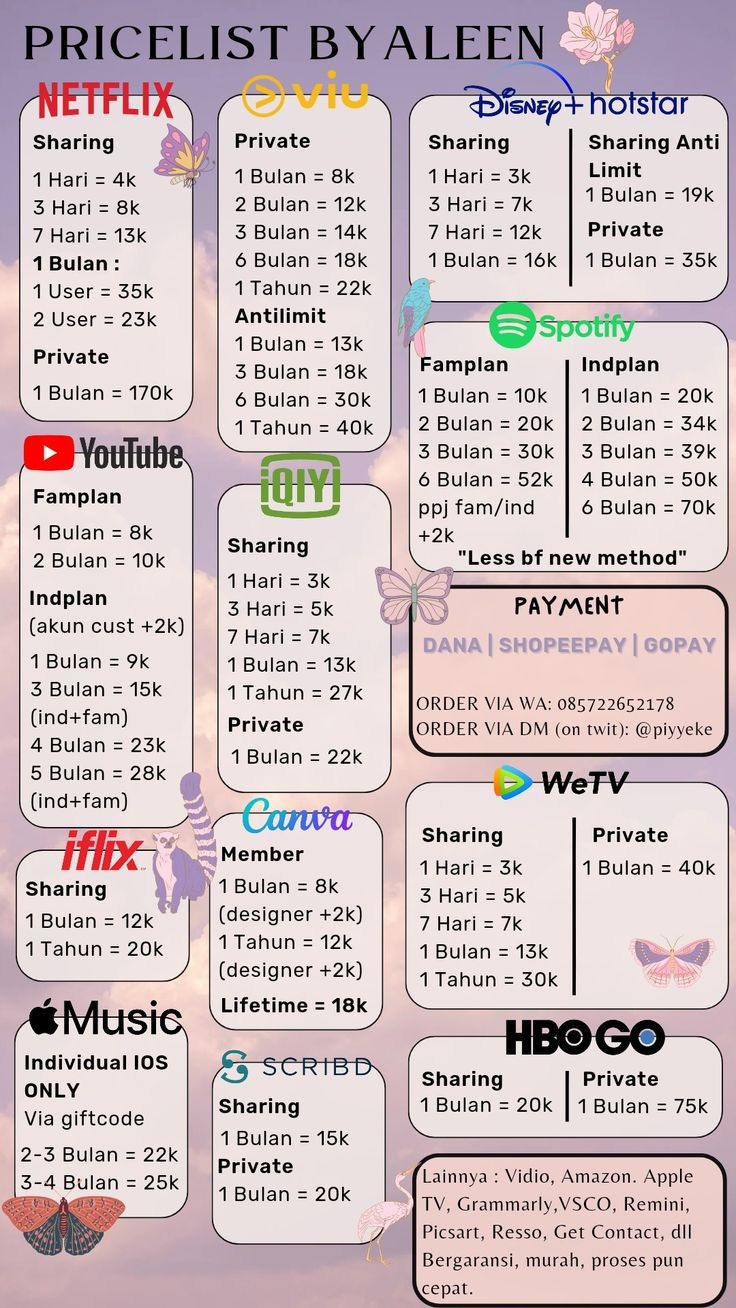 PRICELIST BY ALEEN
NETFLIX
Sharing
1 Hari = 4k
3 Hari = 8k
7 Hari = 13k
1 Bulan :
1 User = 35k
2 User = 23k
Private
1 Bulan = 170k
viu
Private
1 Bulan = 8k
2 Bulan = 12k
3 Bulan = 14k
6 Bulan = 18k
1 Tahun = 22k
Antilimit
1 Bulan = 13k
3 Bulan = 18k
6 Bulan = 30k
1 Tahun = 40k
Disney+ hotstar
Sharing
1 Hari = 3k
3 Hari = 7k
7 Hari = 12k
1 Bulan = 16k
Sharing Anti
Limit
1 Bulan = 19k
Private
1 Bulan = 35k
Spotify
Famplan
1 Bulan = 10k
2 Bulan = 20k
3 Bulan = 30k
6 Bulan = 52k
ppj fam/ind
+2k
Indplan
1 Bulan = 20k
2 Bulan = 34k
3 Bulan = 39k
4 Bulan = 50k
6 Bulan = 70k
"Less bf new method"
YouTube
Famplan
1 Bulan = 8k
2 Bulan = 10k
Indplan
(akun cust +2k)
1 Bulan = 9k
3 Bulan = 15k
(ind+fam)
4 Bulan = 23k
5 Bulan = 28k
(ind+fam)
iQIYI
Sharing
1 Hari = 3k
3 Hari = 5k
7 Hari = 7k
1 Bulan = 13k
1 Tahun = 27k
Private
1 Bulan = 22k
PAYMENT
DANA | SHOPEEPAY | GOPAY
ORDER VIA WA: 085722652178
ORDER VIA DM (on twit): @piyyeke
iflix
Sharing
1 Bulan = 12k
1 Tahun = 20k
Canva
Member
1 Bulan = 8k
(designer +2k)
1 Tahun = 12k
(designer +2k)
Lifetime = 18k
WeTV
Sharing
1 Hari = 3k
3 Hari = 5k
7 Hari = 7k
1 Bulan = 13k
1 Tahun = 30k
Private
1 Bulan = 40k
Music
Individual IOS
ONLY
Via giftcode
2-3 Bulan = 22k
3-4 Bulan = 25k
SCRIBD
Sharing
1 Bulan = 15k
Private
1 Bulan = 20k
HBO GO
Sharing
1 Bulan = 20k
Private
1 Bulan = 75k
Lainnya : Vidio, Amazon. Apple
TV, Grammarly,VSCO, Remini,
Picsart, Resso, Get Contact, dll
Bergaransi, murah, proses pun
cepat.